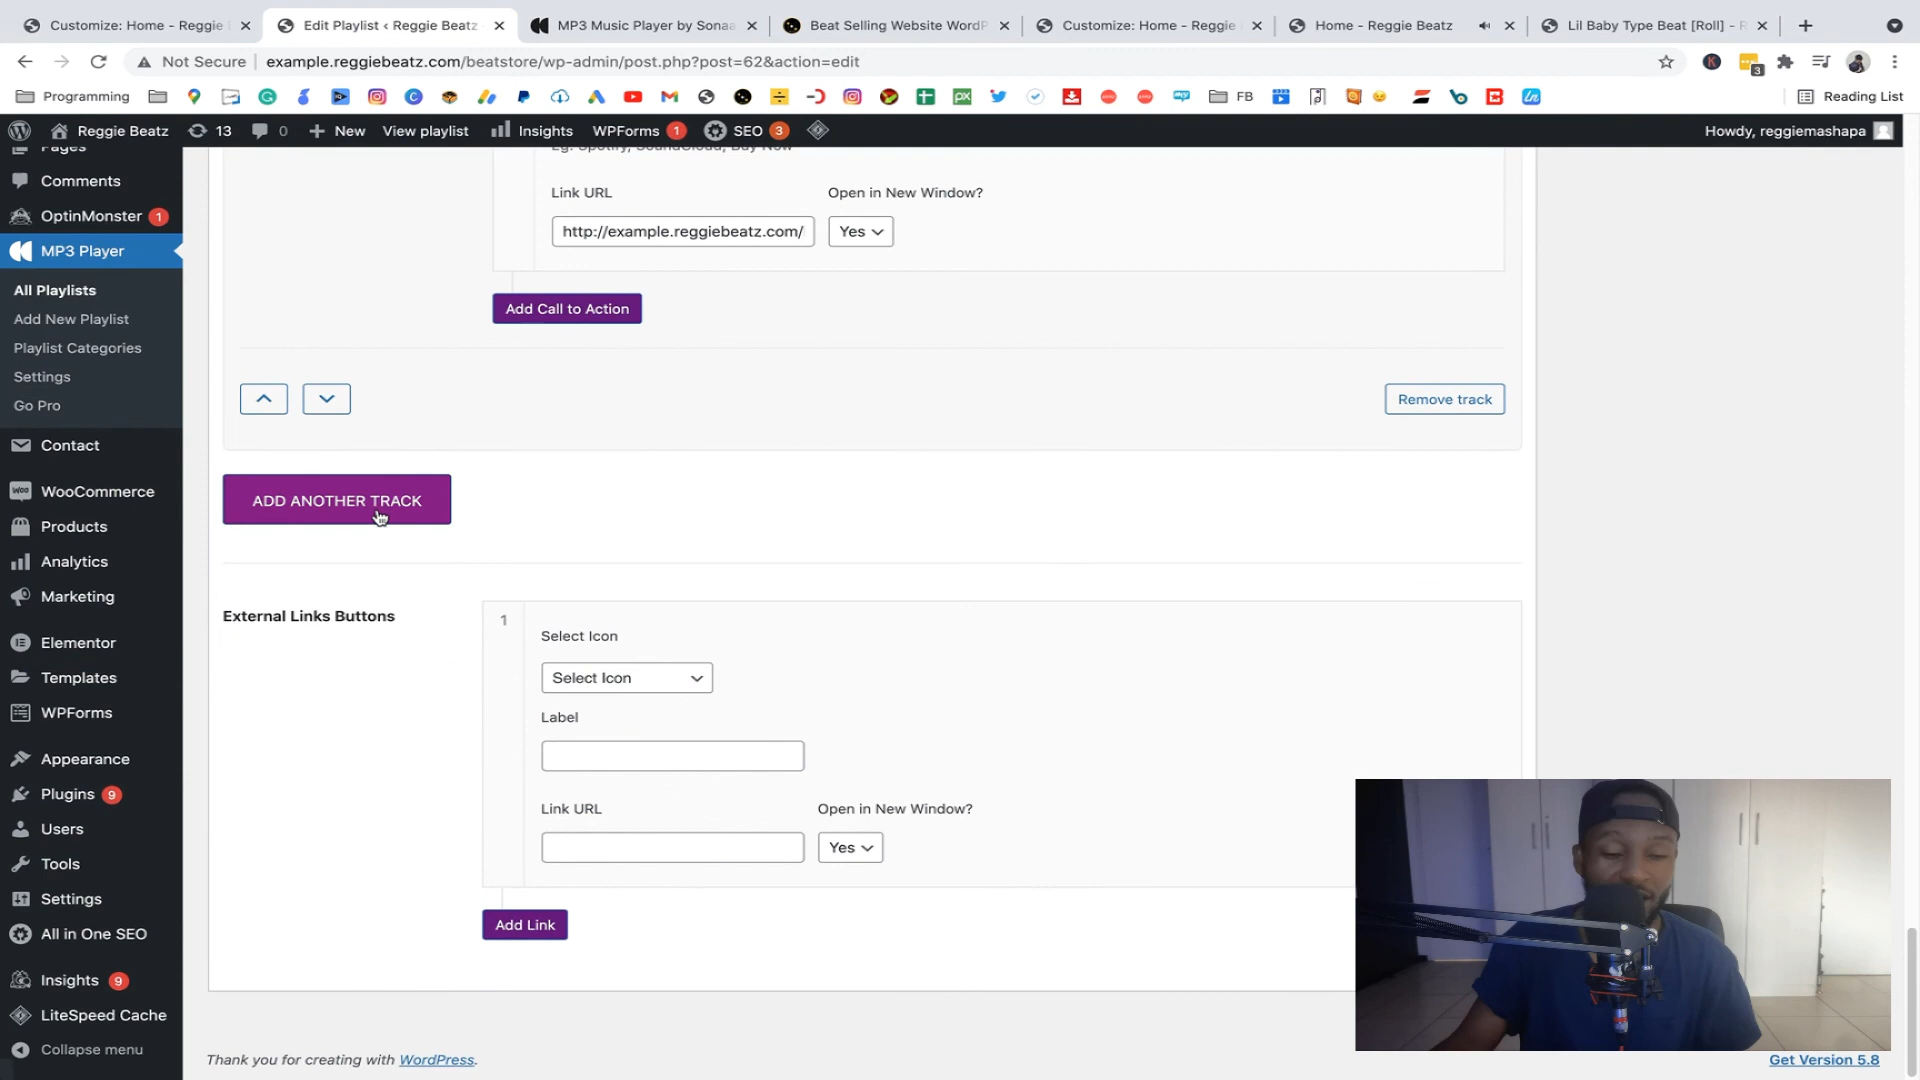 Customize: Home - Reggie
Edit Playlist ‹ Reggie Beatz
MP3 Music Player by Sonaa
Beat Selling Website WordP
Customize: Home - Reggie
Home - Reggie Beatz
Lil Baby Type Beat [Roll] - R
Not Secure
example.reggiebeatz.com/beatstore/wp-admin/post.php?post=62&action=edit
3
Programming
FB
Reading List
Reggie Beatz
13
0
New
View playlist
Insights
WPForms 1
SEO 3
Howdy, reggiemashapa
Pages
Comments
OptinMonster 1
MP3 Player
All Playlists
Add New Playlist
Playlist Categories
Settings
Go Pro
Contact
WooCommerce
Products
Analytics
Marketing
Elementor
Templates
WPForms
Appearance
Plugins 9
Users
Tools
Settings
All in One SEO
Insights 9
LiteSpeed Cache
Collapse menu
Eg: Spotify, SoundCloud, Buy Now
Link URL
Open in New Window?
http://example.reggiebeatz.com/
Yes
Add Call to Action
Remove track
ADD ANOTHER TRACK
External Links Buttons
1
Select Icon
Select Icon
Label
Link URL
Open in New Window?
Yes
Add Link
Thank you for creating with WordPress.
Get Version 5.8